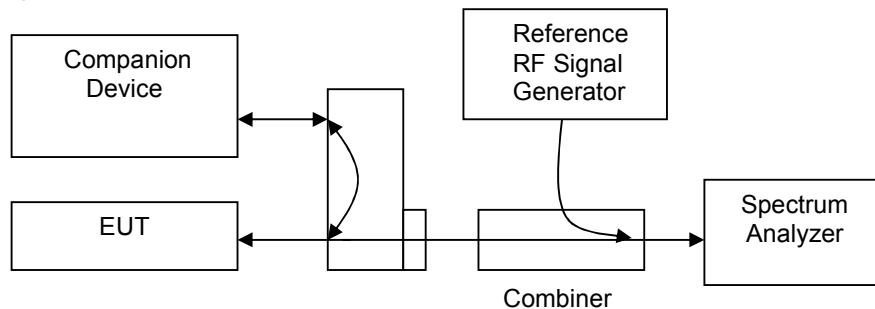 Companion
Device
Reference
RF Signal
Generator
EUT
Spectrum
Analyzer
Combiner